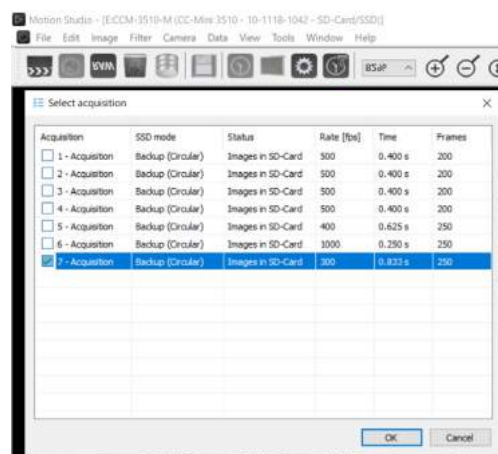 Motion Studio - [E:CCM-3510-M (CC-Mini 3510 - 10-1118-1042 - SD-Card/SSD)]
File Edit Image Filter Camera Data View Tools Window Help
RAW
Select acquisition
Acquisition SSD mode Status Rate [fps] Time Frames
1 - Acquisition Backup (Circular) Images in SD-Card 500 0.400 s 200
2 - Acquisition Backup (Circular) Images in SD-Card 500 0.400 s 200
3 - Acquisition Backup (Circular) Images in SD-Card 500 0.400 s 200
4 - Acquisition Backup (Circular) Images in SD-Card 500 0.400 s 200
5 - Acquisition Backup (Circular) Images in SD-Card 400 0.625 s 250
6 - Acquisition Backup (Circular) Images in SD-Card 1000 0.250 s 250
7 - Acquisition Backup (Circular) Images in SD-Card 300 0.833 s 250
OK Cancel